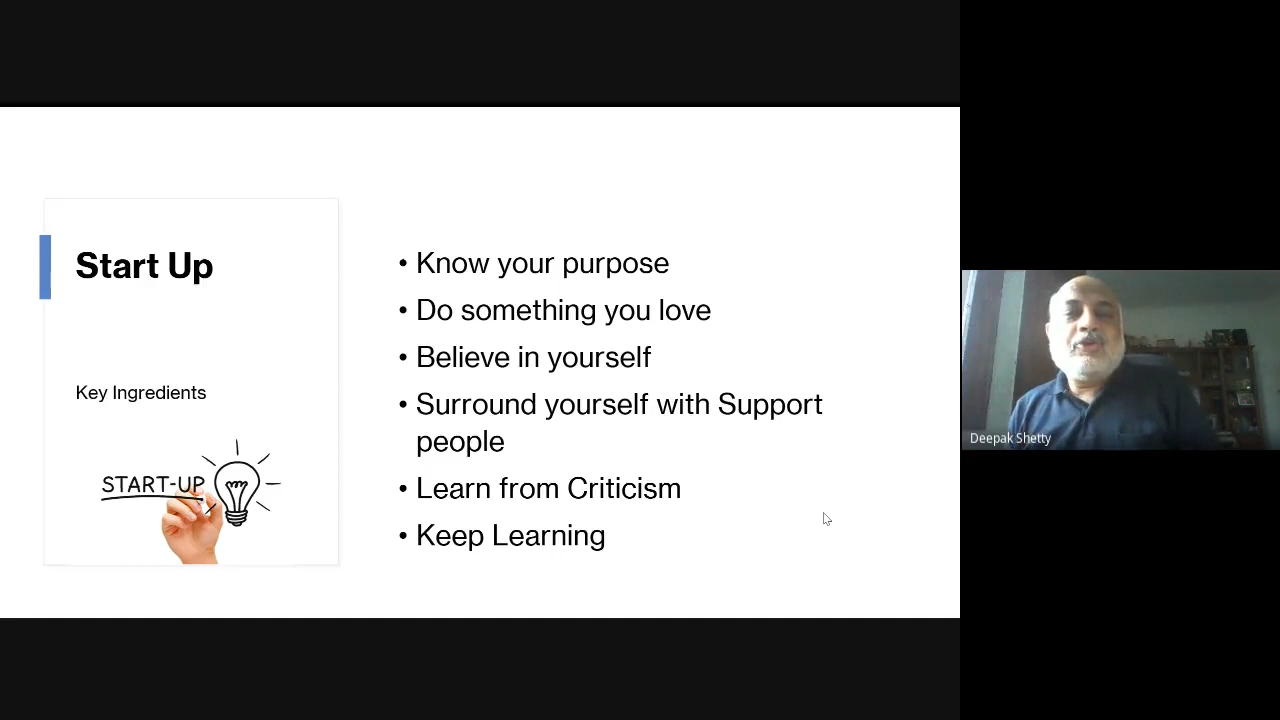 Start Up
Key Ingredients
START-UP
• Know your purpose
• Do something you love
• Believe in yourself
• Surround yourself with Support
people
• Learn from Criticism
• Keep Learning
Deepak Shetty